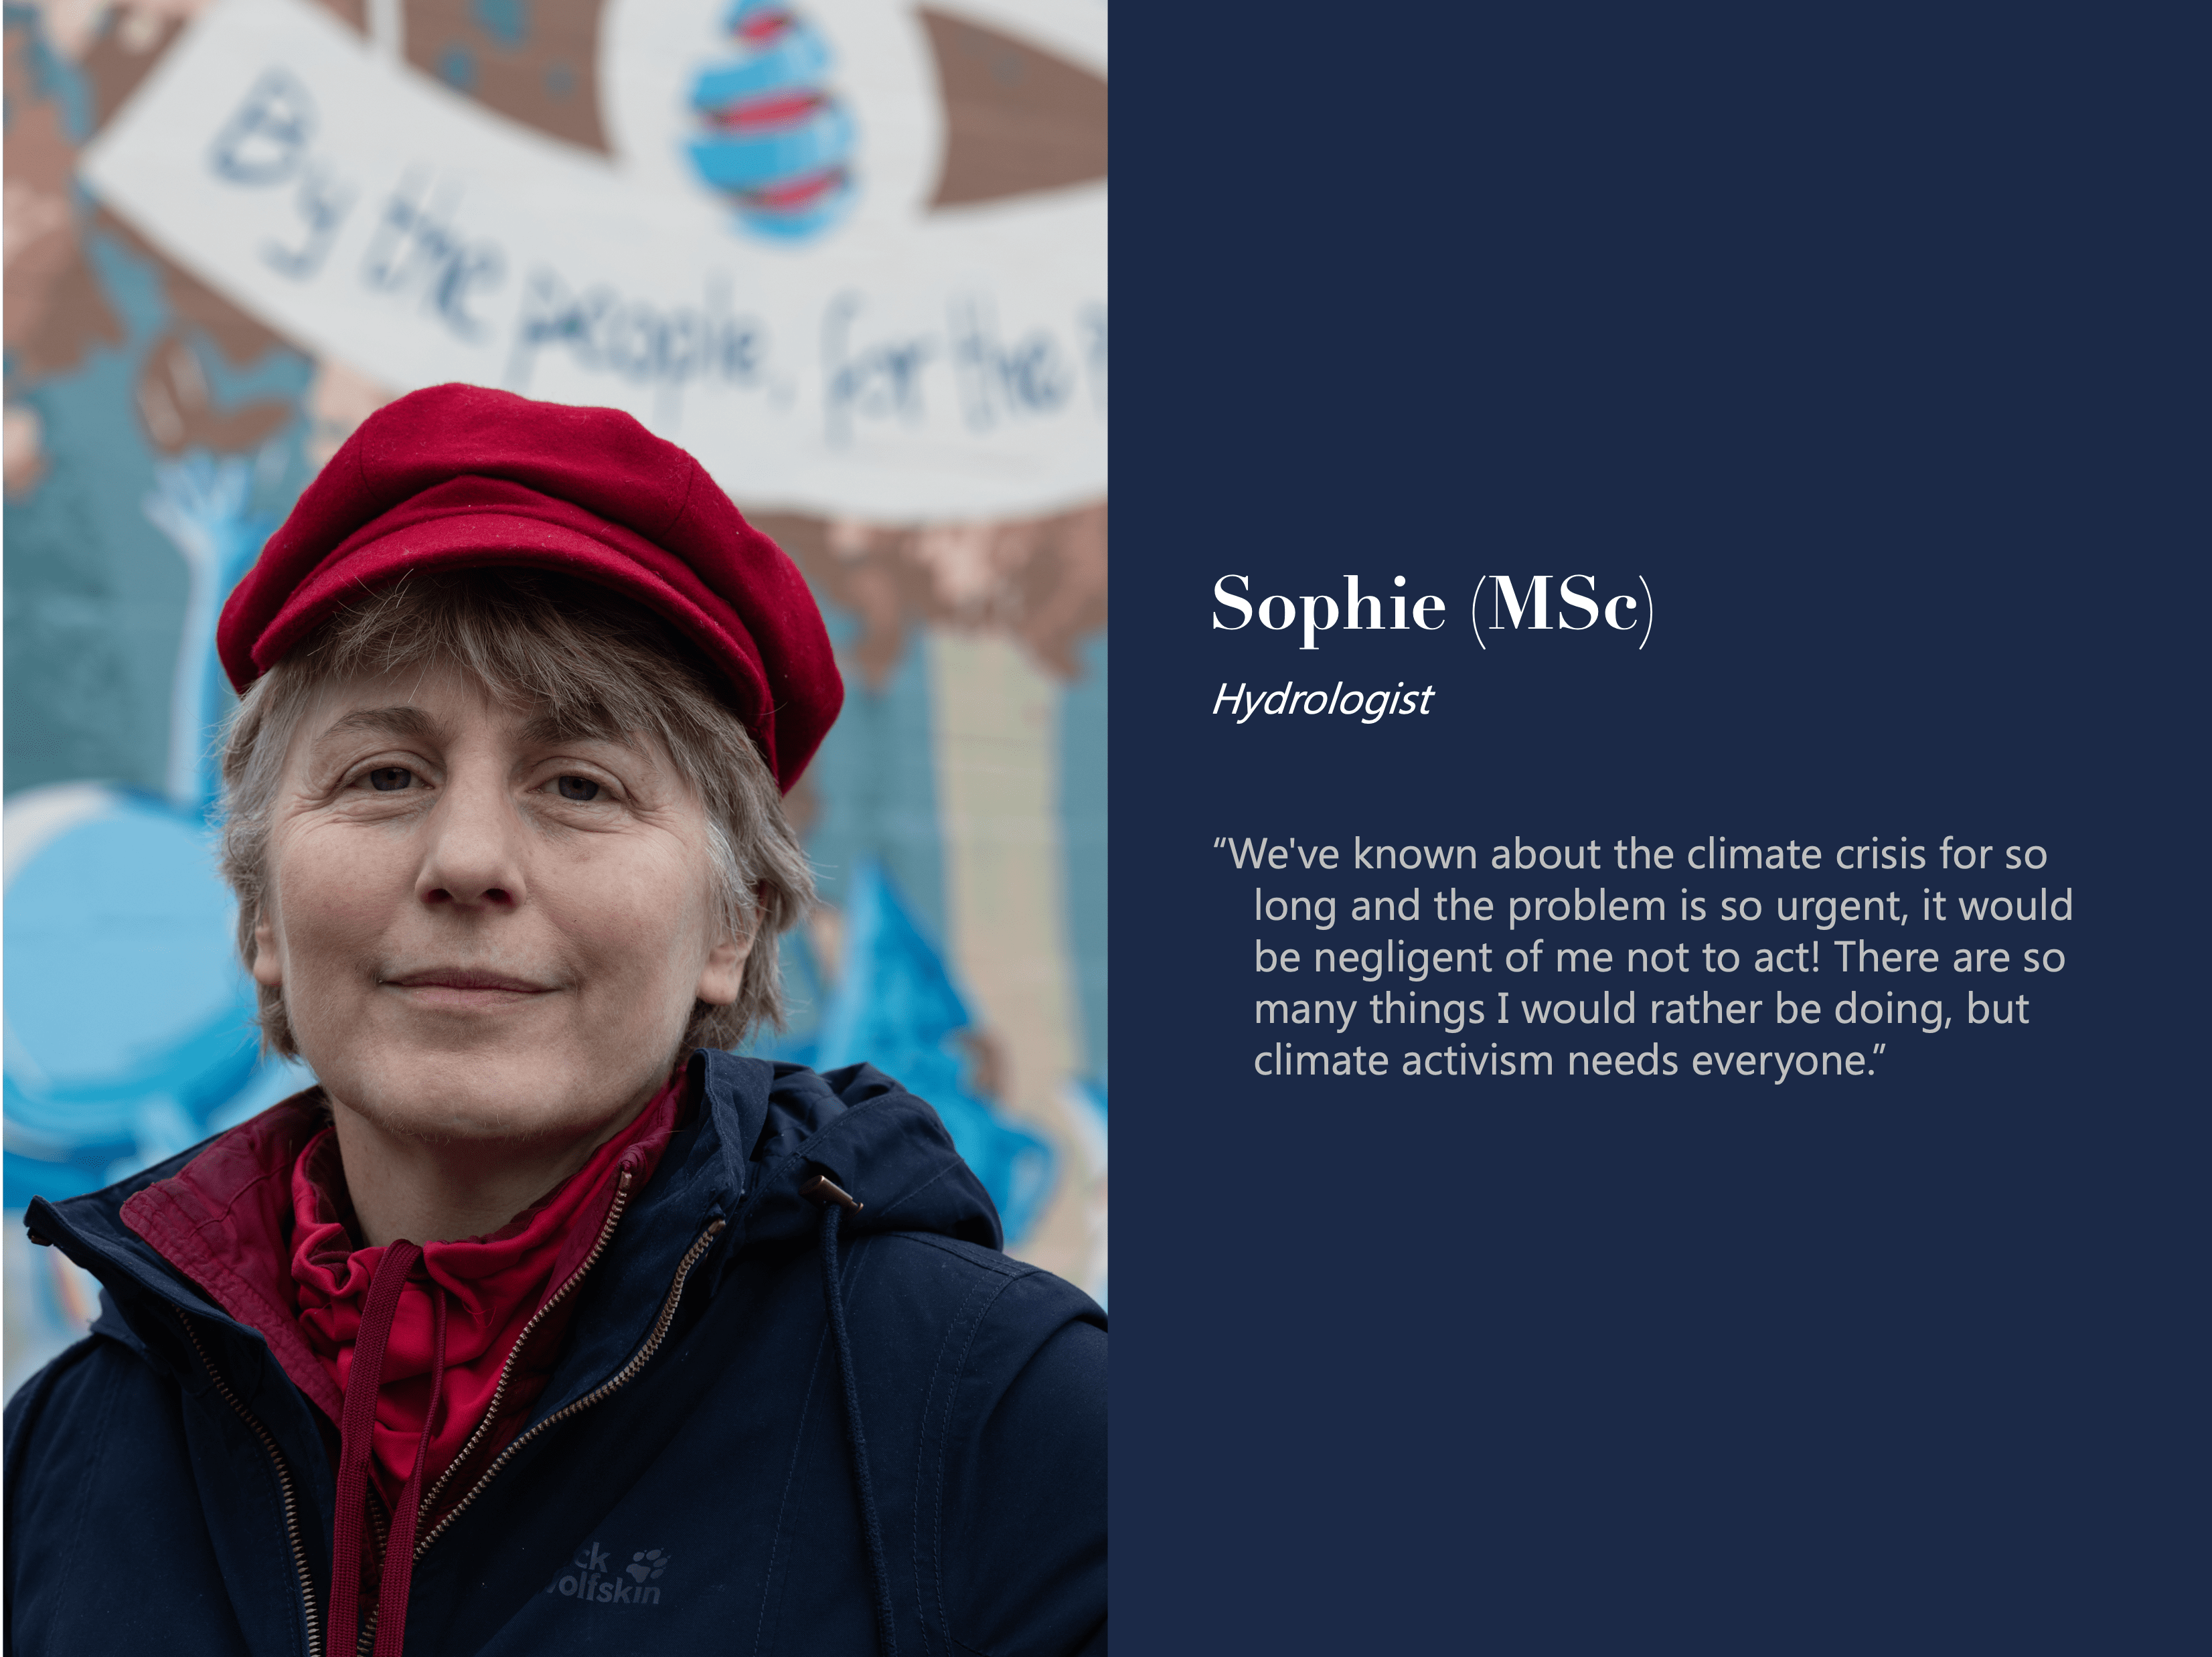 By the people, for the
Sophie (MSc)
Hydrologist
“We've known about the climate crisis for so
long and the problem is so urgent, it would
be negligent of me not to act! There are so
many things I would rather be doing, but
climate activism needs everyone.”
ck
olfskin